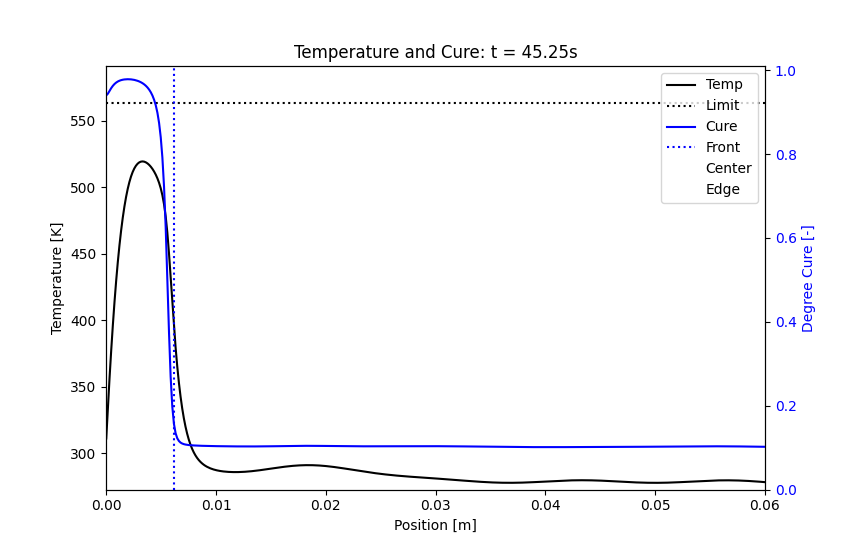 Temperature and Cure: t = 45.25s
Temp
Limit
Cure
Front
Center
Edge
Temperature [K]
550
500
450
400
350
300
1.0
0.8
0.6
0.4
0.2
0.0
Degree Cure [-]
0.00 0.01 0.02 0.03 0.04 0.05 0.06
Position [m]